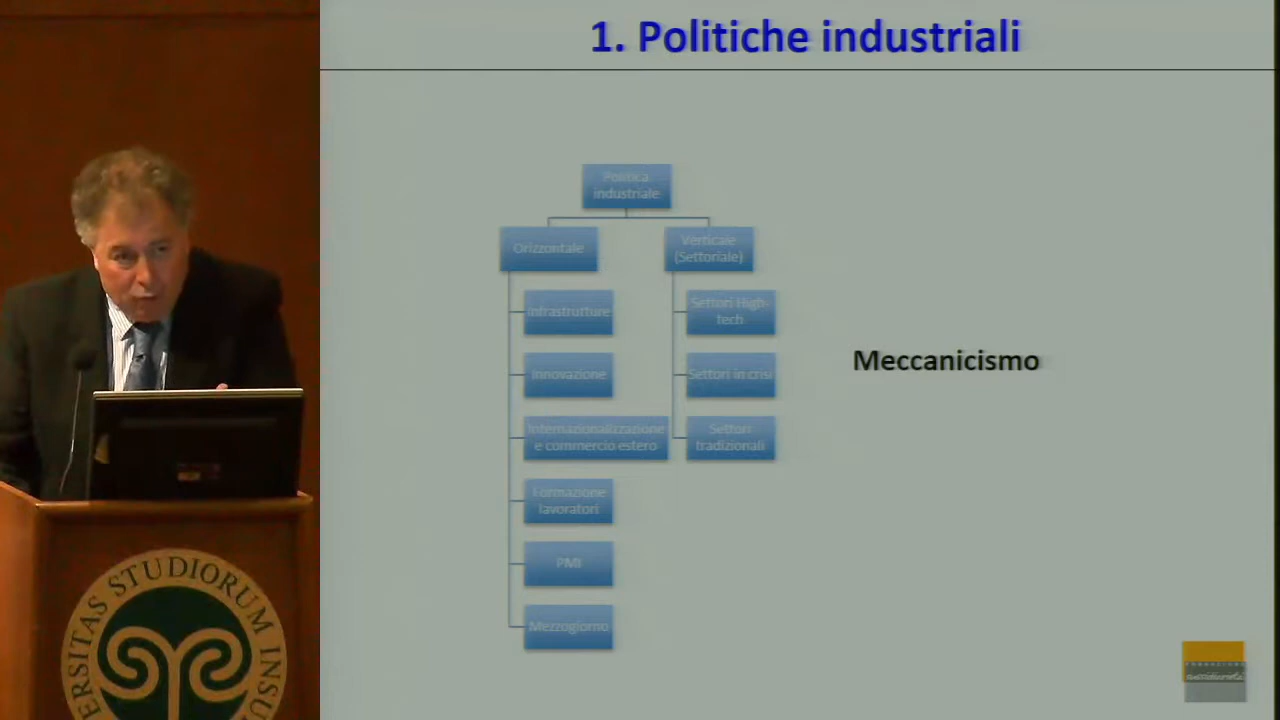 1. Politiche industriali
Politica
industriale
Orizzontale
Verticale
(Settoriale)
Infrastrutture
Settori High-
tech
Innovazione
Settori in crisi
Meccanicismo
Internazionalizzazione
e commercio estero
Settori
tradizionali
Formazione
lavoratori
PMI
Mezzogiorno
STUDIORUM